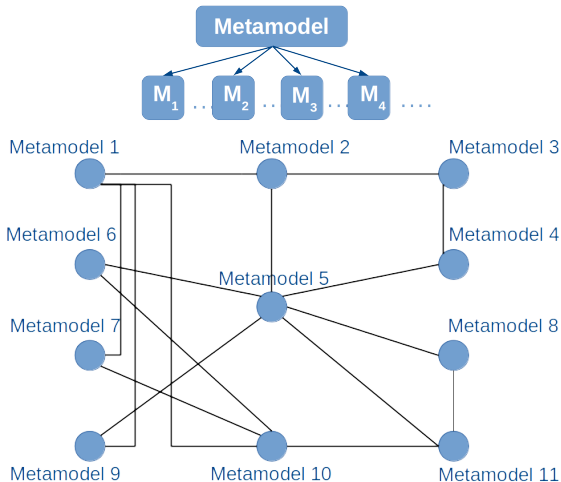 Metamodel
M1 ... M2 .. M3 ... M4 ....
Metamodel 1 Metamodel 2 Metamodel 3
Metamodel 6 Metamodel 4
Metamodel 5
Metamodel 7 Metamodel 8
Metamodel 9 Metamodel 10 Metamodel 11